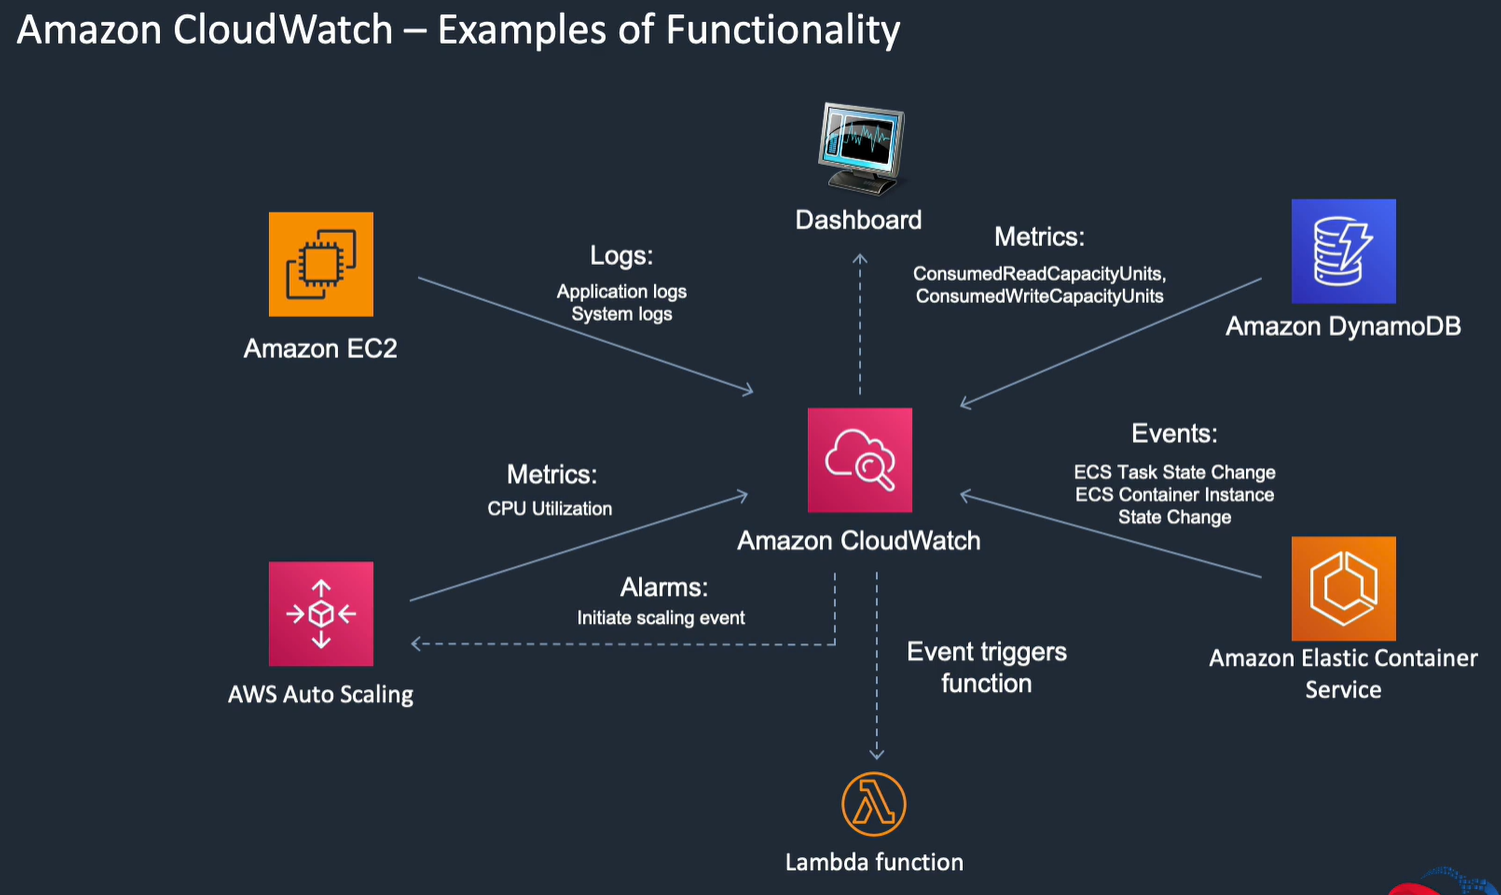 Amazon CloudWatch – Examples of Functionality
Dashboard
Amazon EC2
Logs:
Application logs
System logs
Metrics:
ConsumedReadCapacityUnits,
ConsumedWriteCapacityUnits
Amazon DynamoDB
Metrics:
CPU Utilization
Amazon CloudWatch
Events:
ECS Task State Change
ECS Container Instance
State Change
Alarms:
Initiate scaling event
AWS Auto Scaling
Event triggers
function
Amazon Elastic Container
Service
Lambda function